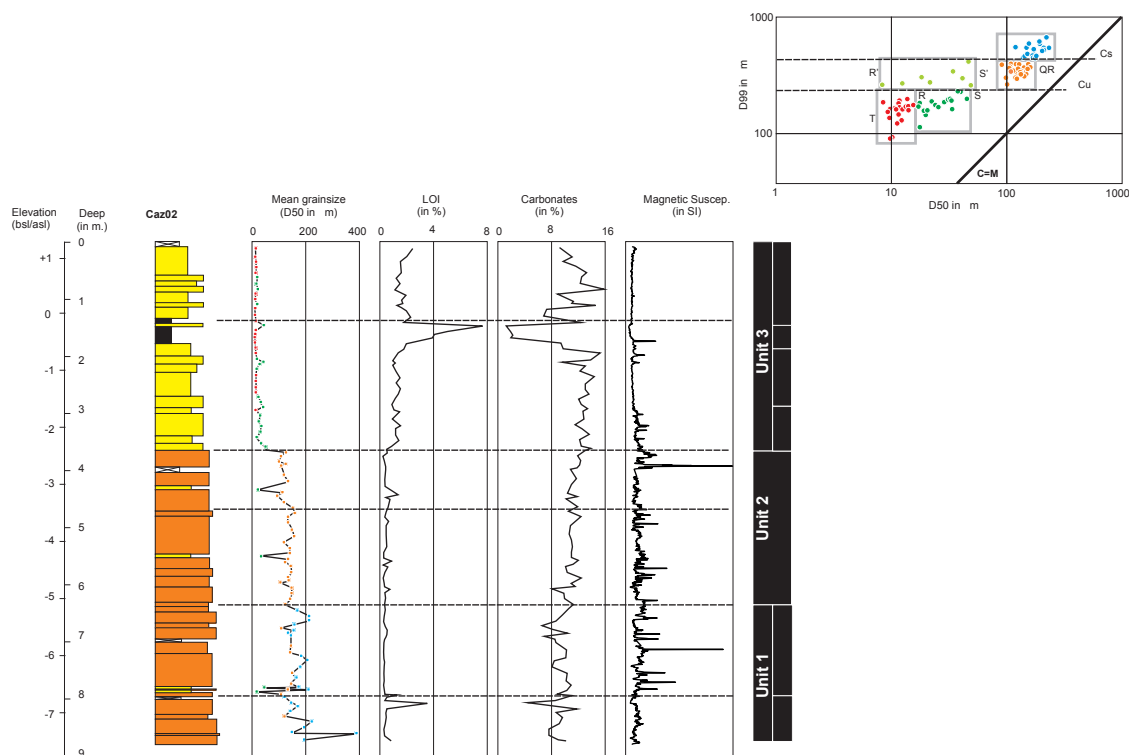 1000
D99 in   m
100
R'
S'
R
S
T
QR
Cs
Cu
C=M
1
10
100
1000
D50 in   m
Elevation
(bsl/asl)
Deep
(in m.)
Caz02
Mean grainsize
(D50 in   m)
LOI
(in %)
Carbonates
(in %)
Magnetic Suscep.
(in SI)
0
200
400
0
4
8
0
8
16
+1
0
-1
-2
-3
-4
-5
-6
-7
0
1
2
3
4
5
6
7
8
9
Unit 3
Unit 2
Unit 1